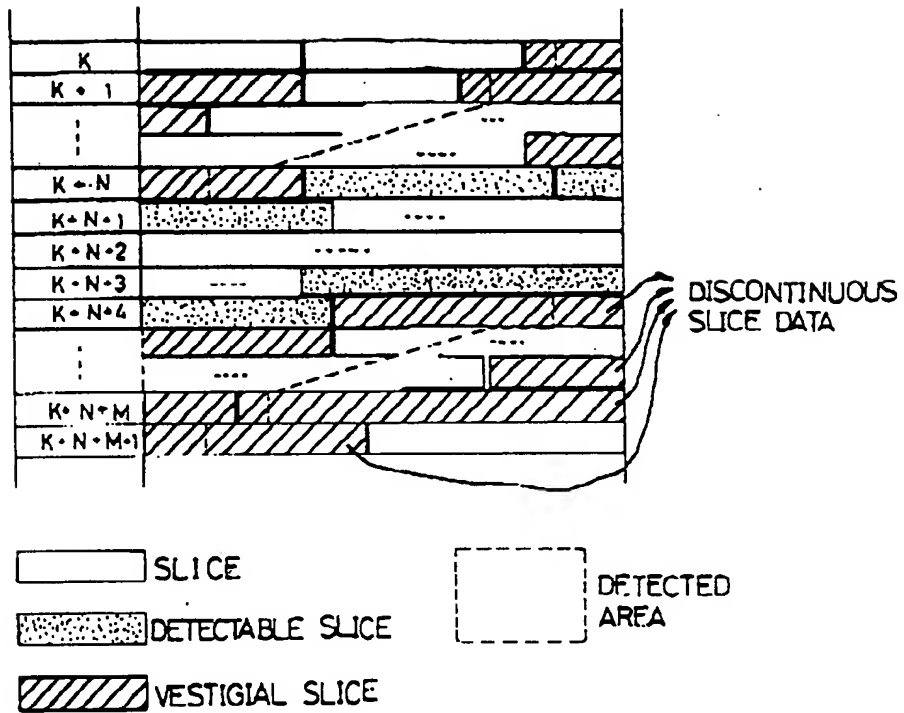 K
K + 1
K + N
K + N + 1
K + N + 2
K + N + 3
K + N + 4
K + N + M
K + N + M + 1
DISCONTINUOUS
SLICE DATA
SLICE
DETECTABLE SLICE
VESTIGIAL SLICE
DETECTED
AREA